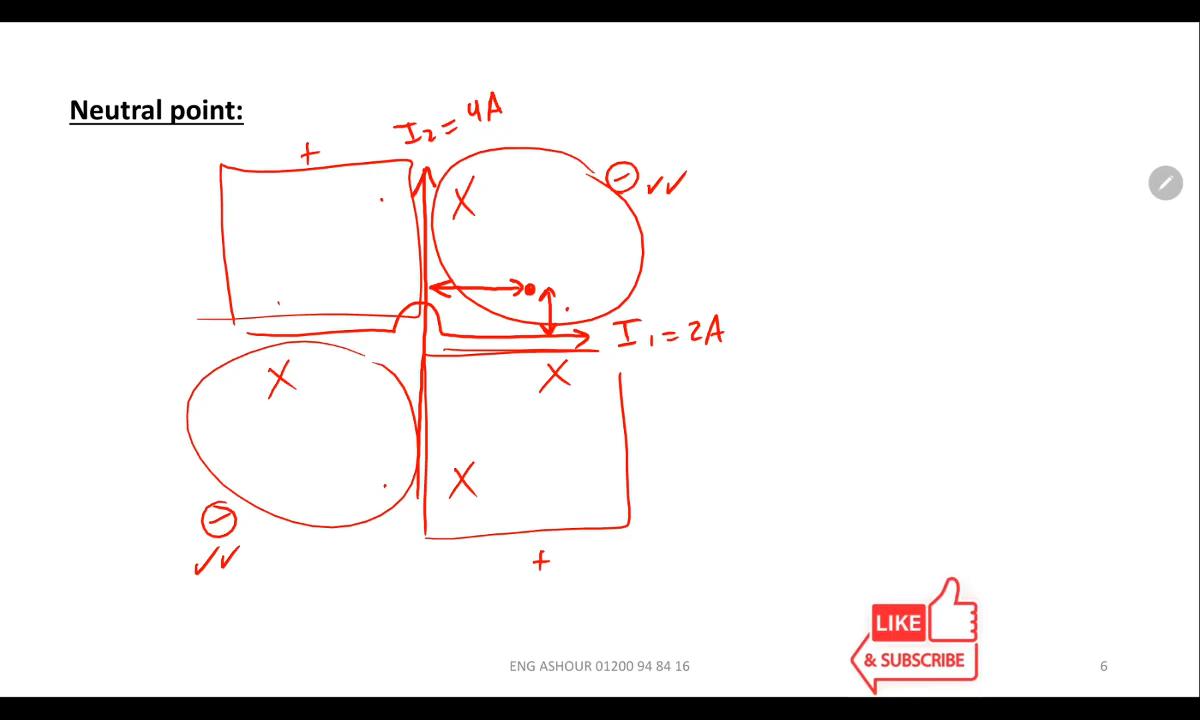 Neutral point:
I₂ = 4A
+
X
⊖ ✓✓
I₁ = 2A
X
X
X
⊖
✓✓
+
LIKE
& SUBSCRIBE
ENG ASHOUR 01200 94 84 16
6